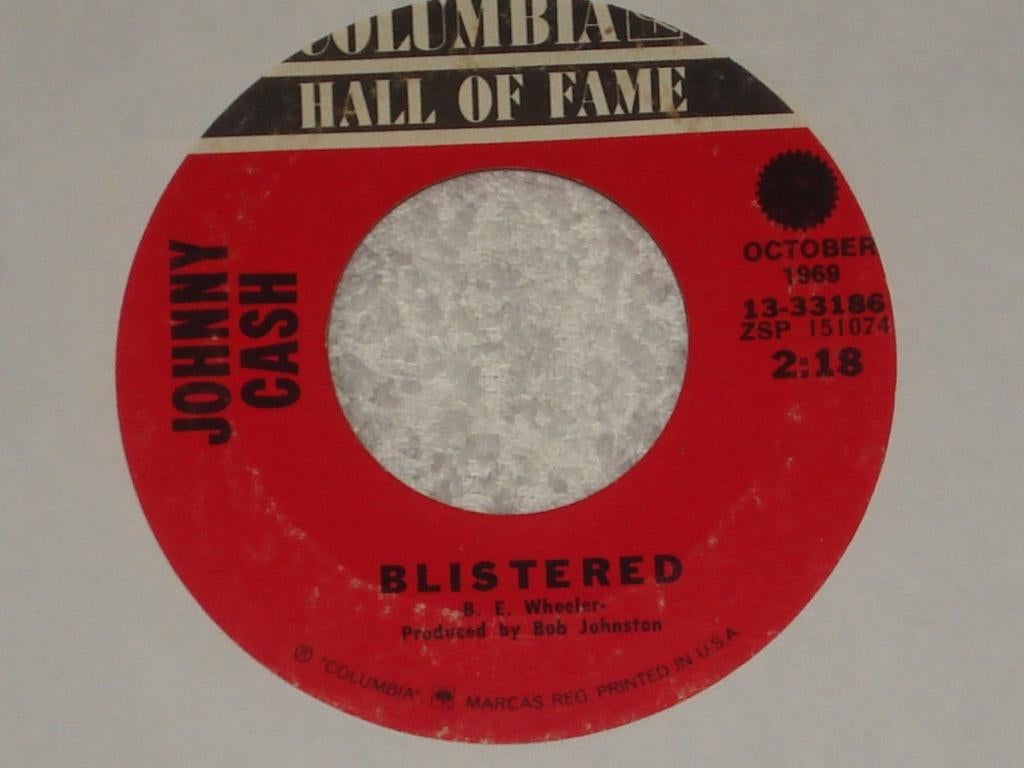 COLUMBIA
HALL OF FAME
JOHNNY
CASH
OCTOBER
1969
13-33186
ZSP 151074
2:18
BLISTERED
B. E. Wheeler-
Produced by Bob Johnston
® "COLUMBIA" MARCAS REG. PRINTED IN U.S.A.